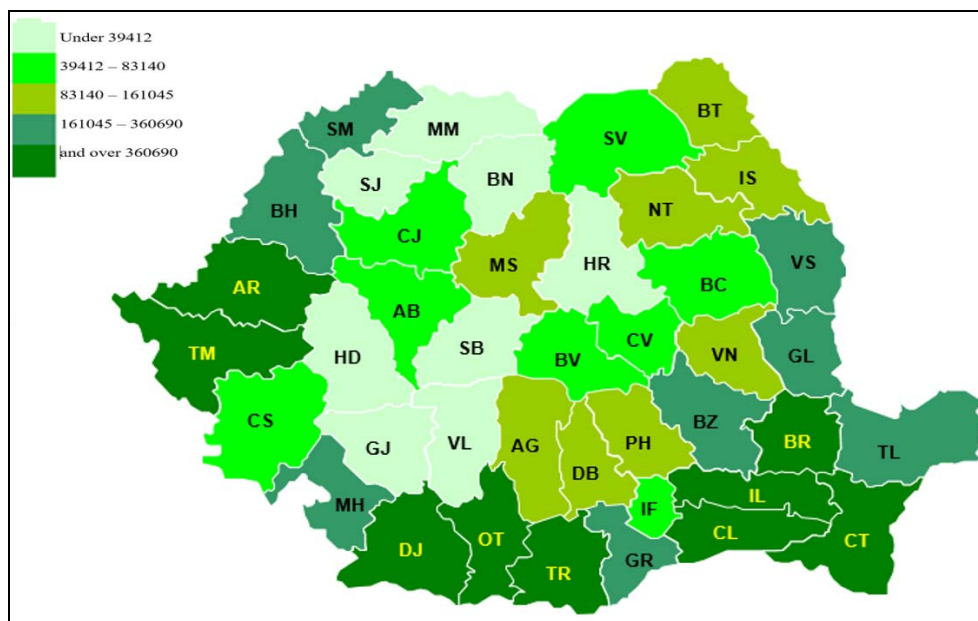 Under 39412
39412 – 83140
83140 – 161045
161045 – 360690
and over 360690
BT
SM
MM
SV
IS
SJ
BN
NT
BH
CJ
VS
MS
HR
AR
BC
AB
CV
SB
TM
HD
BV
VN
GL
CS
BZ
BR
TL
GJ
VL
AG
PH
DB
IL
MH
IF
CL
CT
DJ
OT
GR
TR